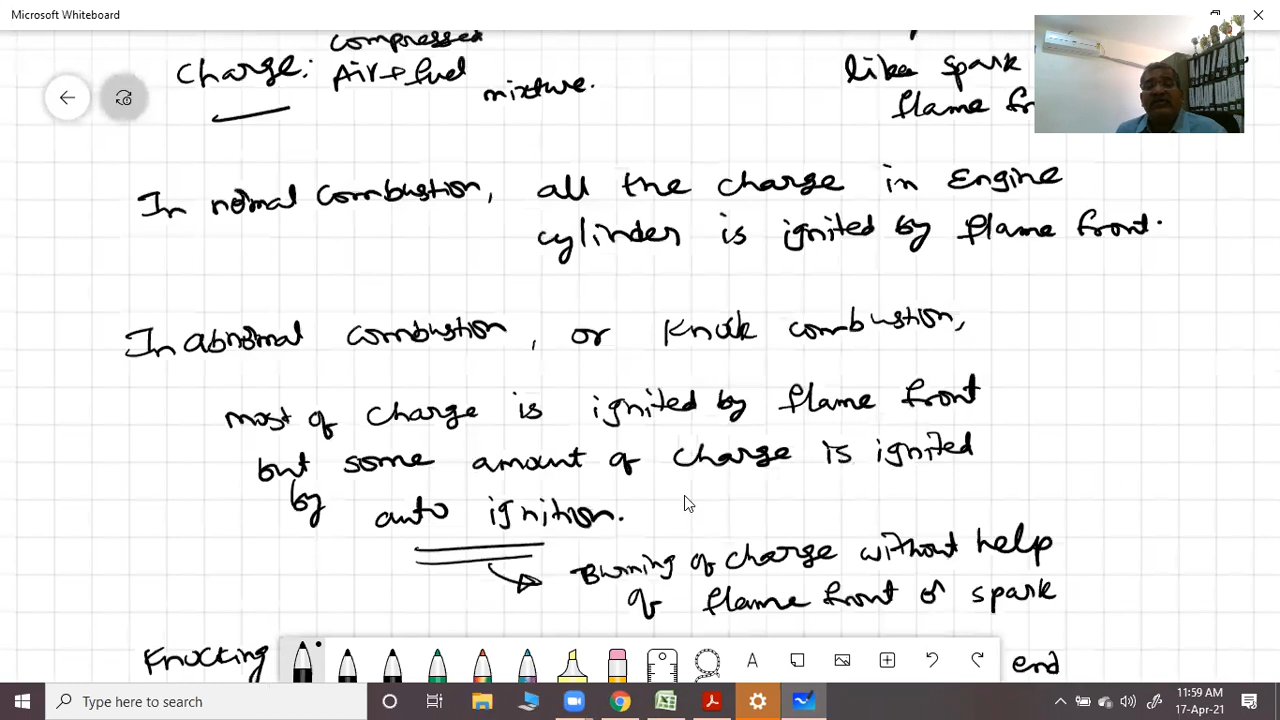 Microsoft Whiteboard
compressed
Charge: Air + fuel
mixture.
like spark
flame
In normal combustion, all the charge in Engine
cylinder is ignited by flame front.
In abnormal combustion, or Knock combustion,
most of charge is ignited by flame front
but some amount of charge is ignited
by auto ignition.
Burning of charge without help
of flame front or spark
Knocking
end
A
Type here to search
11:59 AM
17-Apr-21